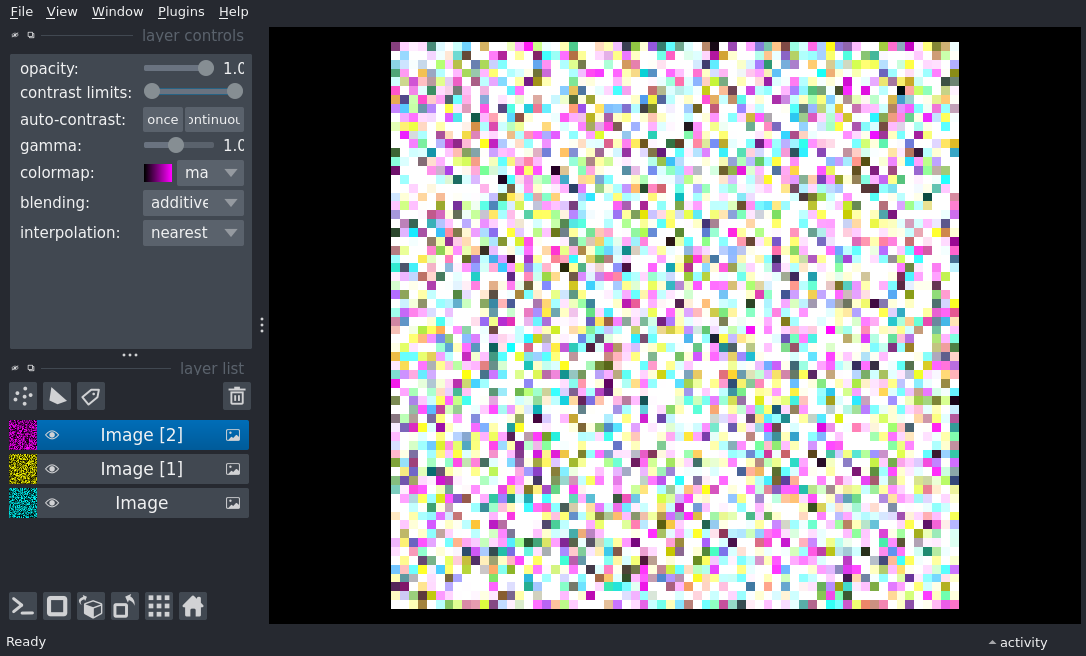 File View Window Plugins Help
layer controls
opacity: 1.0
contrast limits:
auto-contrast: once ontinuou
gamma: 1.0
colormap: ma
blending: additive
interpolation: nearest
layer list
Image [2]
Image [1]
Image
Ready
activity